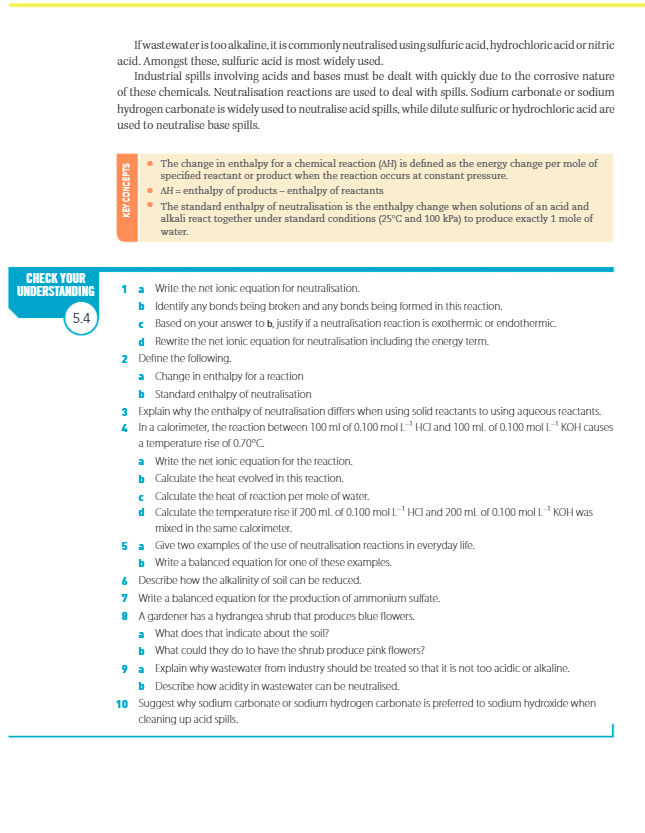 If wastewater is too alkaline, it is commonly neutralised using sulfuric acid, hydrochloric acid or nitric
acid. Amongst these, sulfuric acid is most widely used.
Industrial spills involving acids and bases must be dealt with quickly due to the corrosive nature
of these chemicals. Neutralisation reactions are used to deal with spills. Sodium carbonate or sodium
hydrogen carbonate is widely used to neutralise acid spills, while dilute sulfuric or hydrochloric acid are
used to neutralise base spills.
KEY CONCEPTS
• The change in enthalpy for a chemical reaction (ΔH) is defined as the energy change per mole of
specified reactant or product when the reaction occurs at constant pressure.
• ΔH = enthalpy of products – enthalpy of reactants
• The standard enthalpy of neutralisation is the enthalpy change when solutions of an acid and
alkali react together under standard conditions (25°C and 100 kPa) to produce exactly 1 mole of
water.
CHECK YOUR
UNDERSTANDING
5.4
1 a Write the net ionic equation for neutralisation.
b Identify any bonds being broken and any bonds being formed in this reaction.
c Based on your answer to b, justify if a neutralisation reaction is exothermic or endothermic.
d Rewrite the net ionic equation for neutralisation including the energy term.
2 Define the following.
a Change in enthalpy for a reaction
b Standard enthalpy of neutralisation
3 Explain why the enthalpy of neutralisation differs when using solid reactants to using aqueous reactants.
4 In a calorimeter, the reaction between 100 ml of 0.100 mol L⁻¹ HCl and 100 mL of 0.100 mol L⁻¹ KOH causes
a temperature rise of 0.70°C.
a Write the net ionic equation for the reaction.
b Calculate the heat evolved in this reaction.
c Calculate the heat of reaction per mole of water.
d Calculate the temperature rise if 200 mL of 0.100 mol L⁻¹ HCl and 200 mL of 0.100 mol L⁻¹ KOH was
mixed in the same calorimeter.
5 a Give two examples of the use of neutralisation reactions in everyday life.
b Write a balanced equation for one of these examples.
6 Describe how the alkalinity of soil can be reduced.
7 Write a balanced equation for the production of ammonium sulfate.
8 A gardener has a hydrangea shrub that produces blue flowers.
a What does that indicate about the soil?
b What could they do to have the shrub produce pink flowers?
9 a Explain why wastewater from industry should be treated so that it is not too acidic or alkaline.
b Describe how acidity in wastewater can be neutralised.
10 Suggest why sodium carbonate or sodium hydrogen carbonate is preferred to sodium hydroxide when
cleaning up acid spills.